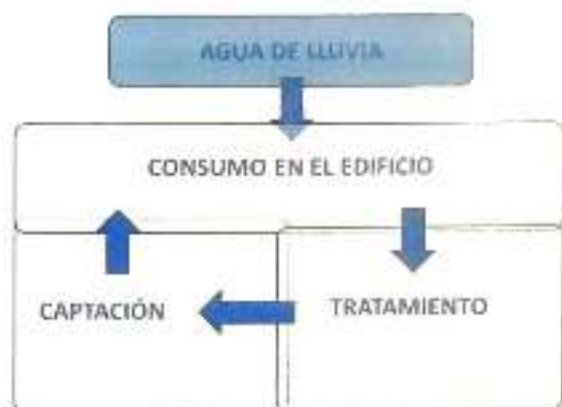 AGUA DE LLUVIA
CONSUMO EN EL EDIFICIO
CAPTACIÓN
TRATAMIENTO